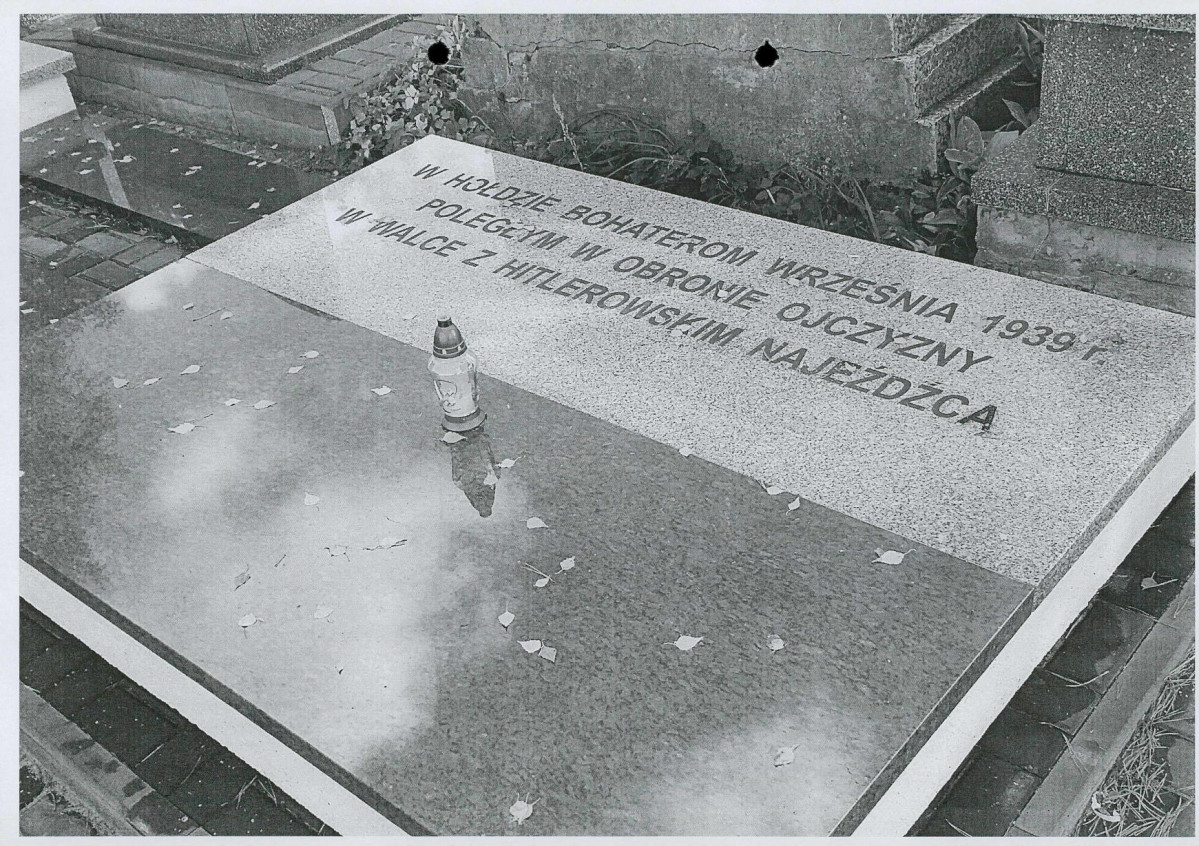 W HOŁDZIE BOHATEROM WRZEŚNIA 1939 r.
POLEGŁYM W OBRONIE OJCZYZNY
W WALCE Z HITLEROWSKIM NAJEŹDŹCĄ